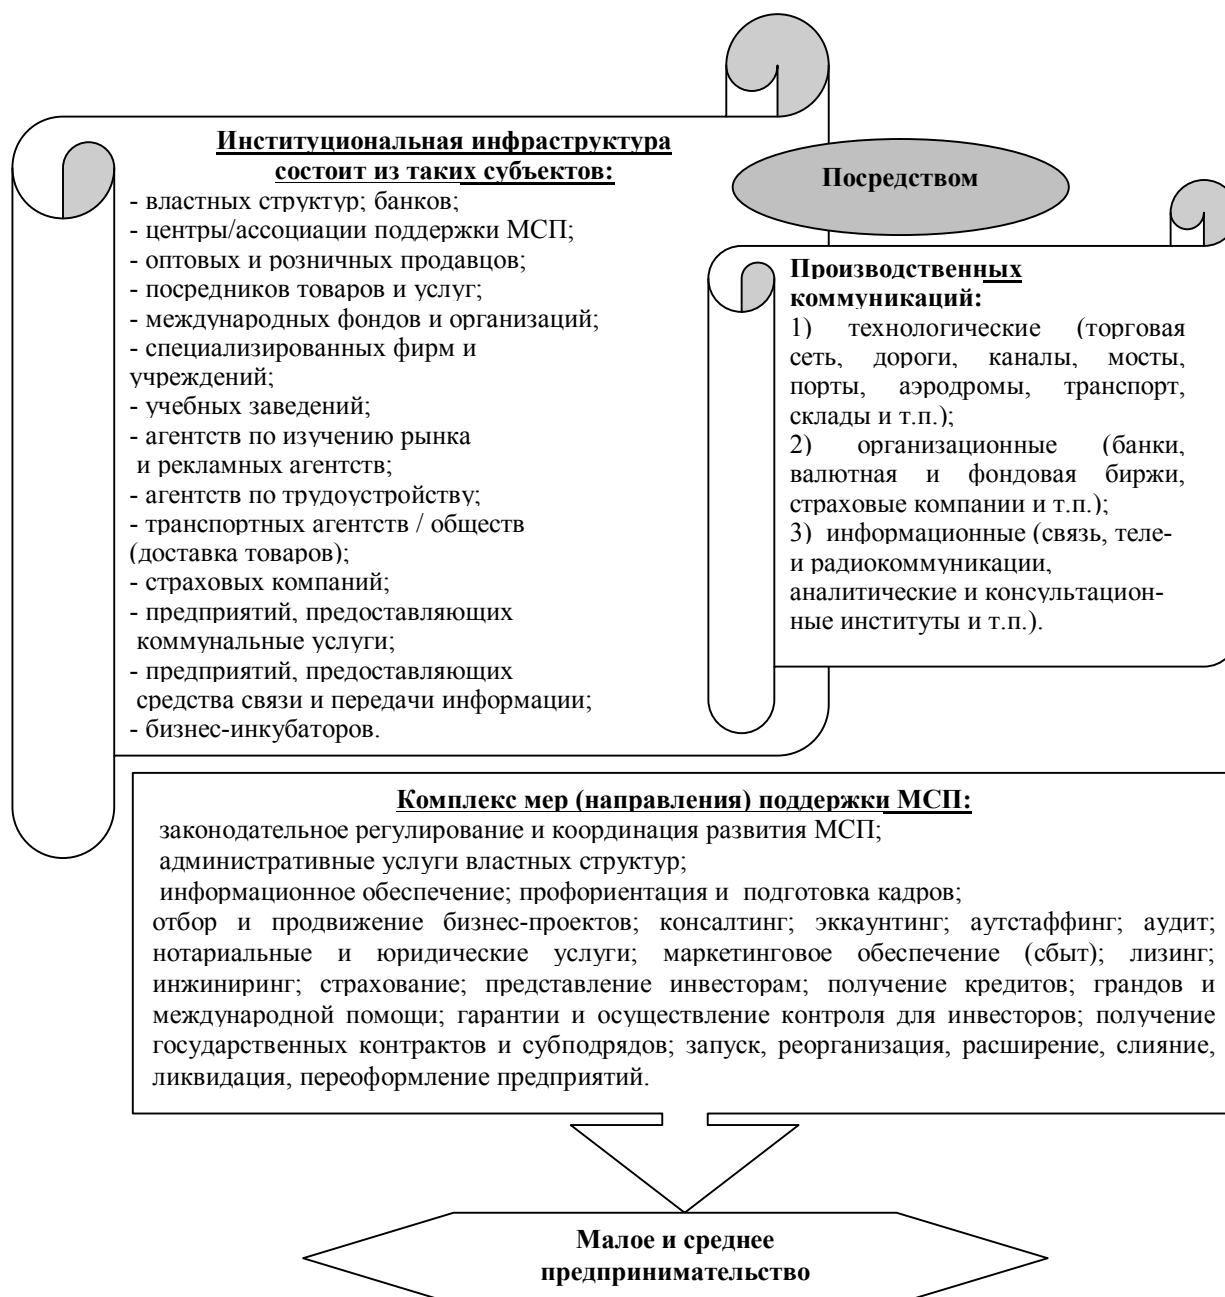 Институциональная инфраструктура
состоит из таких субъектов:
- властных структур; банков;
- центры/ассоциации поддержки МСП;
- оптовых и розничных продавцов;
- посредников товаров и услуг;
- международных фондов и организаций;
- специализированных фирм и
учреждений;
- учебных заведений;
- агентств по изучению рынка
и рекламных агентств;
- агентств по трудоустройству;
- транспортных агентств / обществ
(доставка товаров);
- страховых компаний;
- предприятий, предоставляющих
коммунальные услуги;
- предприятий, предоставляющих
средства связи и передачи информации;
- бизнес-инкубаторов.
Посредством
Производственных
коммуникаций:
1) технологические (торговая
сеть, дороги, каналы, мосты,
порты, аэродромы, транспорт,
склады и т.п.);
2) организационные (банки,
валютная и фондовая биржи,
страховые компании и т.п.);
3) информационные (связь, теле-
и радиокоммуникации,
аналитические и консультацион-
ные институты и т.п.).
Комплекс мер (направления) поддержки МСП:
законодательное регулирование и координация развития МСП;
административные услуги властных структур;
информационное обеспечение; профориентация и подготовка кадров;
отбор и продвижение бизнес-проектов; консалтинг; эккаунтинг; аутстаффинг; аудит;
нотариальные и юридические услуги; маркетинговое обеспечение (сбыт); лизинг;
инжиниринг; страхование; представление инвесторам; получение кредитов; грандов и
международной помощи; гарантии и осуществление контроля для инвесторов; получение
государственных контрактов и субподрядов; запуск, реорганизация, расширение, слияние,
ликвидация, переоформление предприятий.
Малое и среднее
предпринимательство